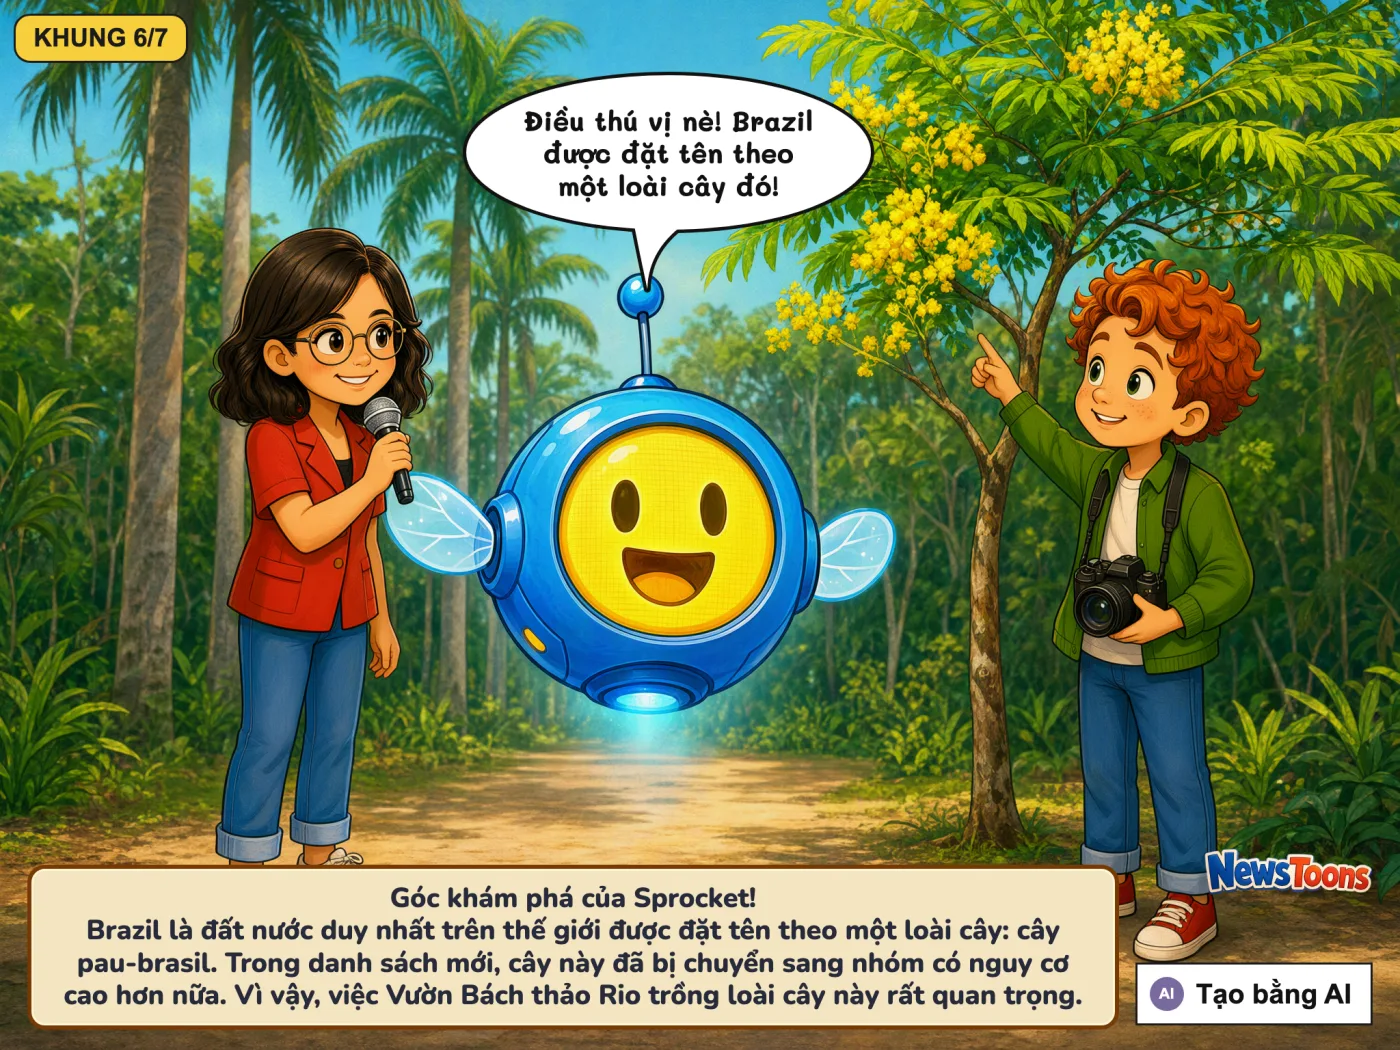 KHUNG 6/7
Điều thú vị nè! Brazil
được đặt tên theo
một loài cây đó!
Góc khám phá của Sprocket!
Brazil là đất nước duy nhất trên thế giới được đặt tên theo một loài cây: cây
pau-brasil. Trong danh sách mới, cây này đã bị chuyển sang nhóm có nguy cơ
cao hơn nữa. Vì vậy, việc Vườn Bách thảo Rio trồng loài cây này rất quan trọng.
NewsToons
AI Tạo bằng AI